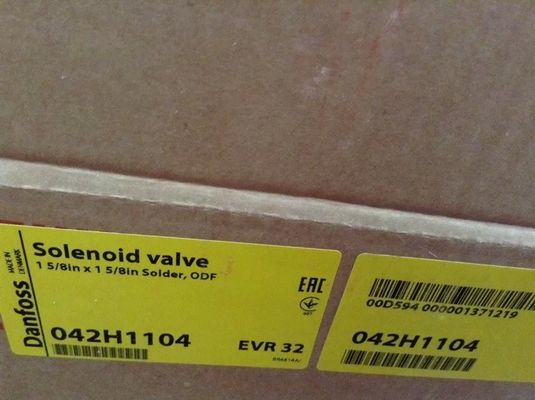 Danfoss
MADE IN
DENMARK
Solenoid valve
1 5/8in x 1 5/8in Solder, ODF
EAC
042H1104
EVR 32
00D594 000001371219
042H1104